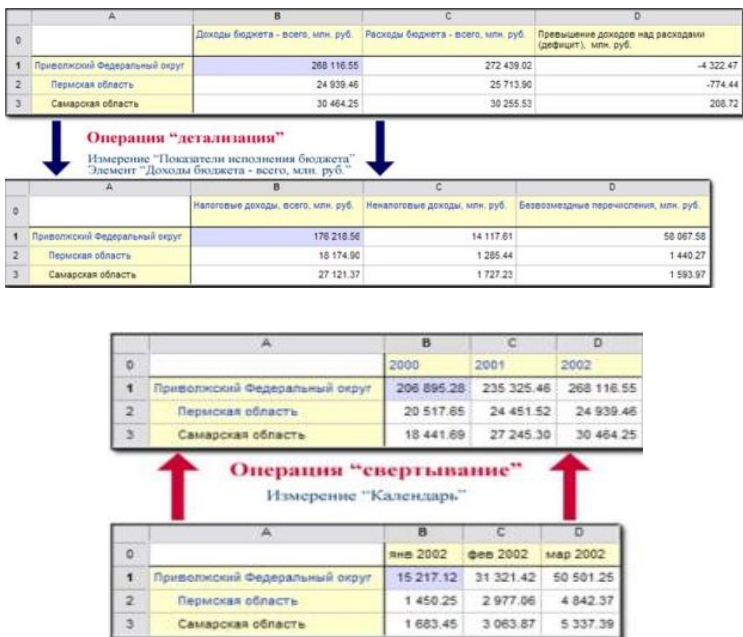 A B C D
0 Доходы бюджета - всего, млн. руб. Расходы бюджета - всего, млн. руб. Превышение доходов над расходами
(дефицит), млн. руб.
1 Приволжский Федеральный округ 268 116.55 272 439.02 -4 322.47
2 Пермская область 24 939.46 25 713.90 -774.44
3 Самарская область 30 464.25 30 255.53 208.72
Операция “детализация”
Измерение “Показатели исполнения бюджета”
Элемент “Доходы бюджета - всего, млн. руб.”
A B C D
0 Налоговые доходы, всего, млн. руб. Неналоговые доходы, млн. руб. Безвозмездные перечисления, млн. руб.
1 Приволжский Федеральный округ 176 218.56 14 117.61 58 067.58
2 Пермская область 18 174.90 1 285.44 1 440.27
3 Самарская область 27 121.37 1 727.23 1 593.97
A B C D
0 2000 2001 2002
1 Приволжский Федеральный округ 206 895.28 235 325.46 268 116.55
2 Пермская область 20 517.65 24 451.52 24 939.46
3 Самарская область 18 441.69 27 245.30 30 464.25
Операция “свертывание”
Измерение “Календарь”
A B C D
0 янв 2002 фев 2002 мар 2002
1 Приволжский Федеральный округ 15 217.12 31 321.42 50 501.25
2 Пермская область 1 450.25 2 977.06 4 842.37
3 Самарская область 1 683.45 3 063.87 5 337.39